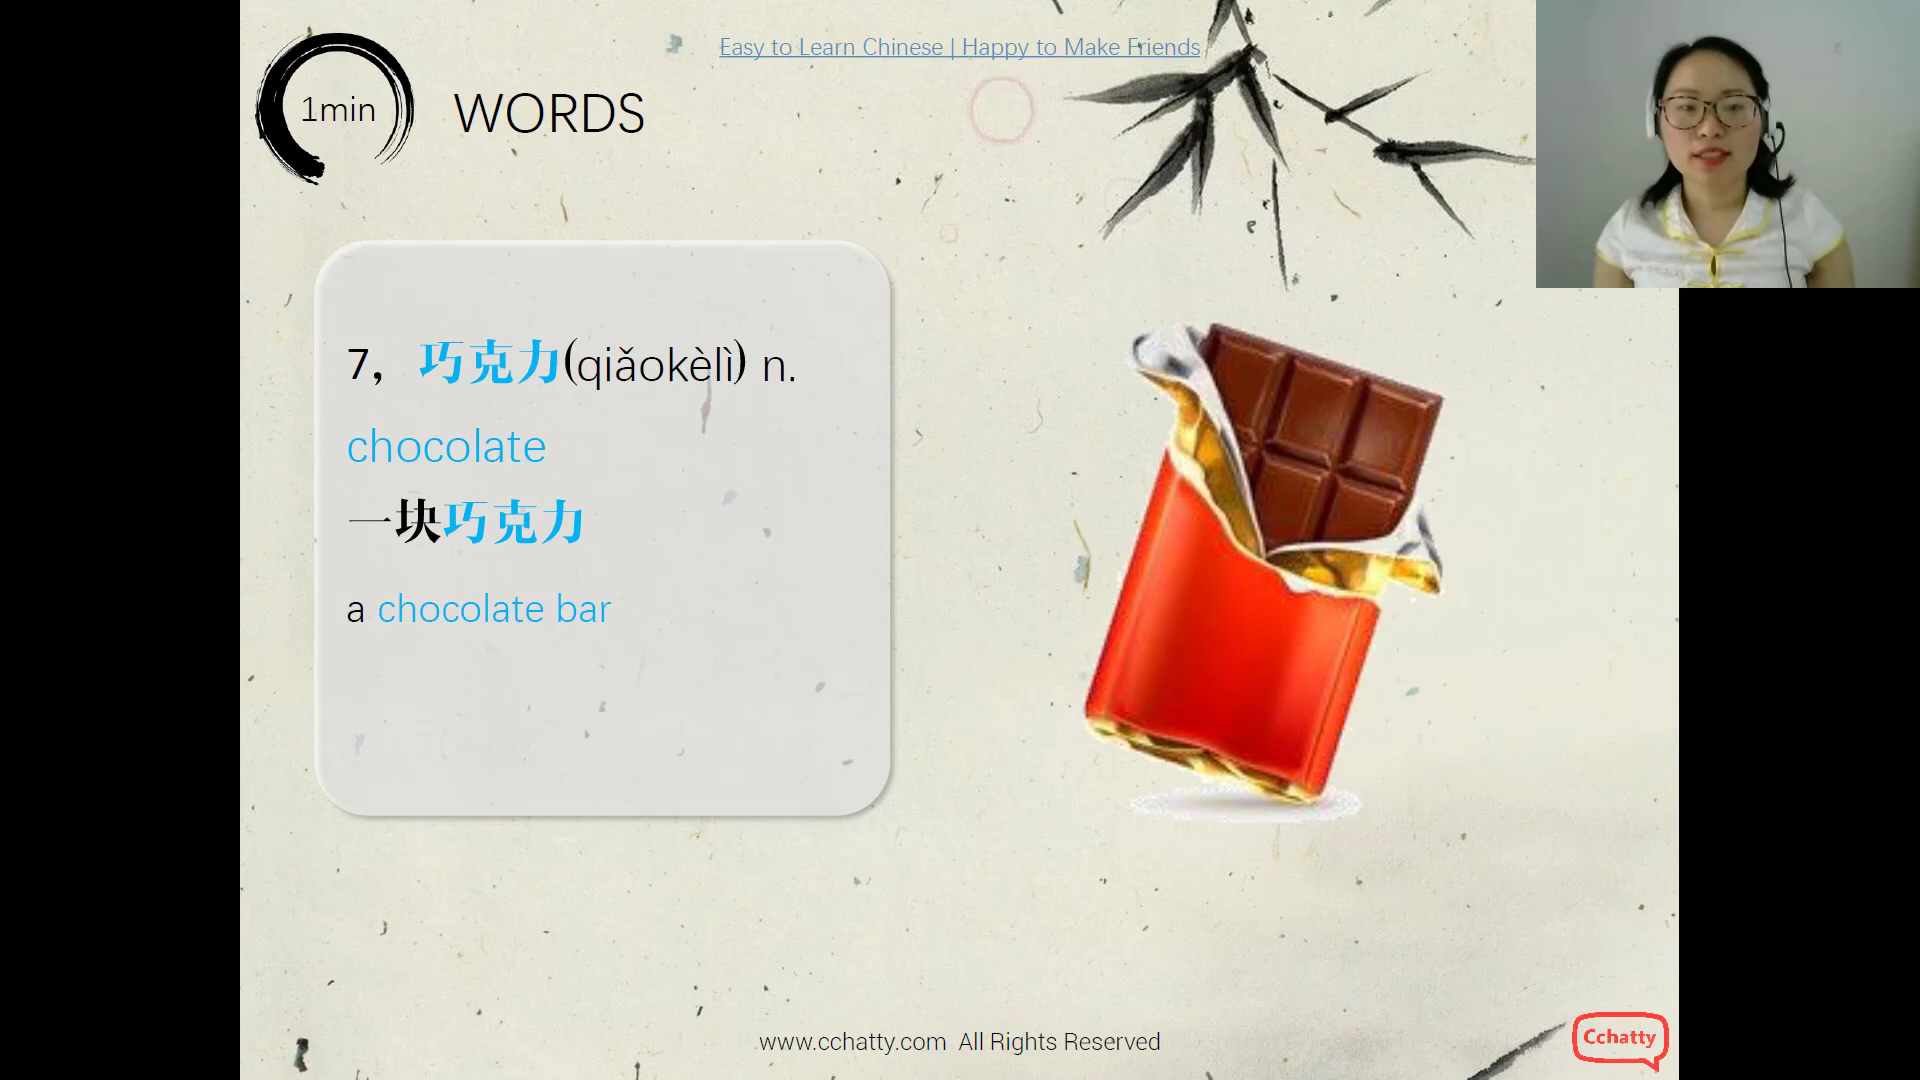 Easy to Learn Chinese | Happy to Make Friends
1min
WORDS
7，巧克力(qiǎokèlì) n.
chocolate
一块巧克力
a chocolate bar
www.cchatty.com All Rights Reserved
Cchatty